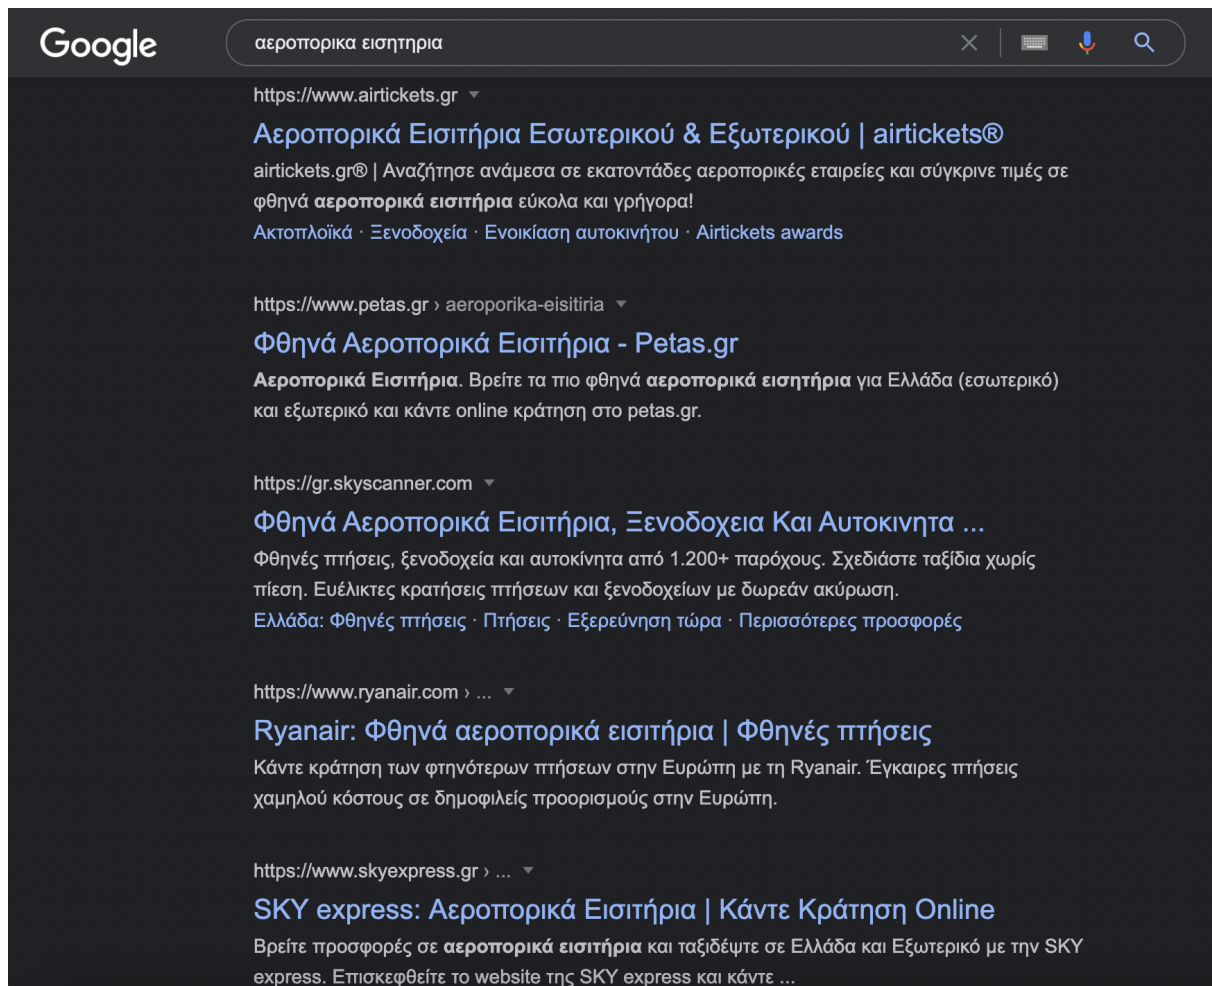 Google
αεροπορικα εισητηρια
https://www.airtickets.gr
Αεροπορικά Εισιτήρια Εσωτερικού & Εξωτερικού | airtickets®
airtickets.gr® | Αναζήτησε ανάμεσα σε εκατοντάδες αεροπορικές εταιρείες και σύγκρινε τιμές σε
φθηνά αεροπορικά εισιτήρια εύκολα και γρήγορα!
Ακτοπλοϊκά · Ξενοδοχεία · Ενοικίαση αυτοκινήτου · Airtickets awards
https://www.petas.gr › aeroporika-eisitiria
Φθηνά Αεροπορικά Εισιτήρια - Petas.gr
Αεροπορικά Εισιτήρια. Βρείτε τα πιο φθηνά αεροπορικά εισητήρια για Ελλάδα (εσωτερικό)
και εξωτερικό και κάντε online κράτηση στο petas.gr.
https://gr.skyscanner.com
Φθηνά Αεροπορικά Εισιτήρια, Ξενοδοχεια Και Αυτοκινητα ...
Φθηνές πτήσεις, ξενοδοχεία και αυτοκίνητα από 1.200+ παρόχους. Σχεδιάστε ταξίδια χωρίς
πίεση. Ευέλικτες κρατήσεις πτήσεων και ξενοδοχείων με δωρεάν ακύρωση.
Ελλάδα: Φθηνές πτήσεις · Πτήσεις · Εξερεύνηση τώρα · Περισσότερες προσφορές
https://www.ryanair.com › ...
Ryanair: Φθηνά αεροπορικά εισιτήρια | Φθηνές πτήσεις
Κάντε κράτηση των φτηνότερων πτήσεων στην Ευρώπη με τη Ryanair. Έγκαιρες πτήσεις
χαμηλού κόστους σε δημοφιλείς προορισμούς στην Ευρώπη.
https://www.skyexpress.gr › ...
SKY express: Αεροπορικά Εισιτήρια | Κάντε Κράτηση Online
Βρείτε προσφορές σε αεροπορικά εισιτήρια και ταξιδέψτε σε Ελλάδα και Εξωτερικό με την SKY
express. Επισκεφθείτε το website της SKY express και κάντε ...